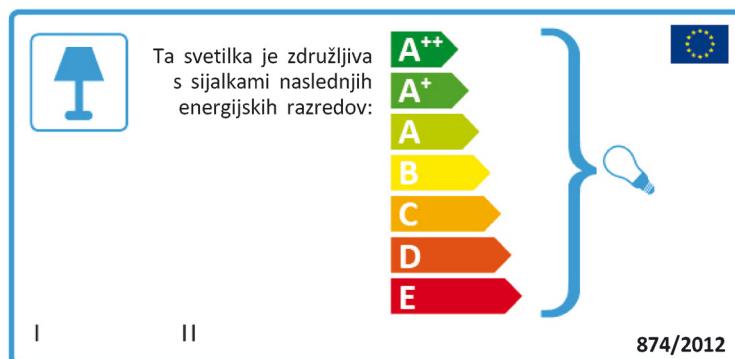 Ta svetilka je združljiva
s sijalkami naslednjih
energijskih razredov:
A++
A+
A
B
C
D
E
I II
874/2012